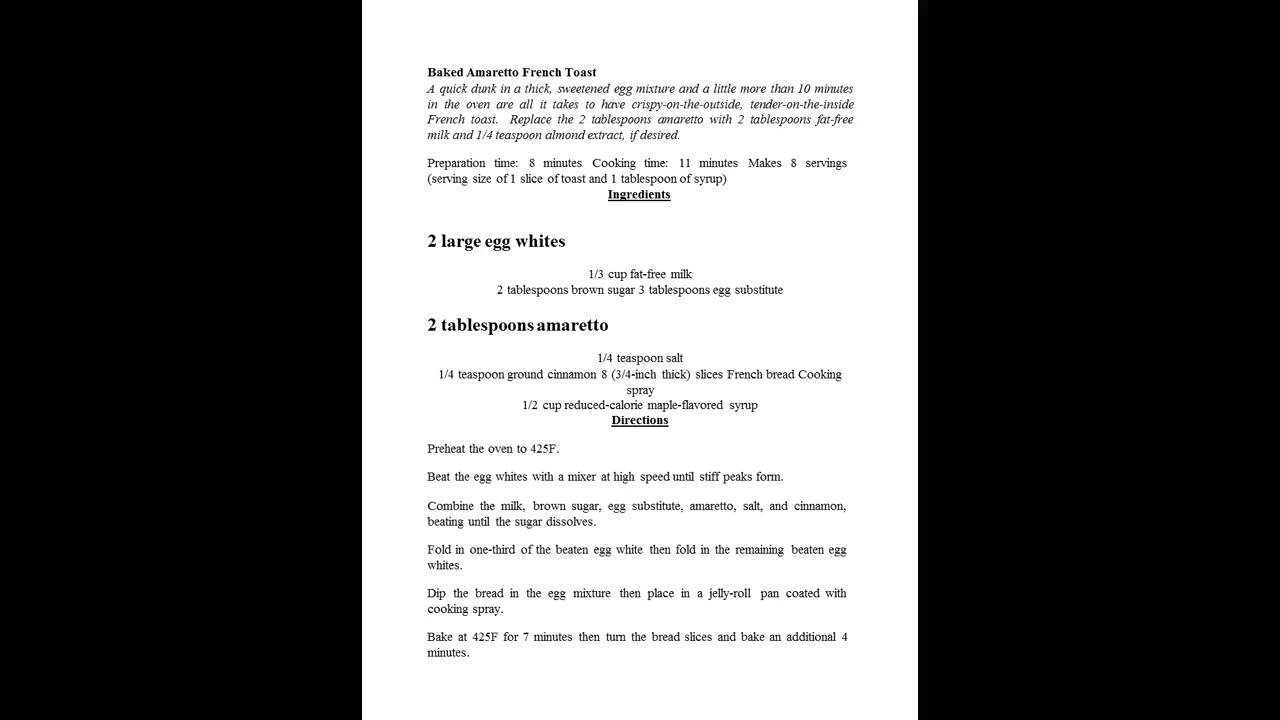 Baked Amaretto French Toast
A quick dunk in a thick, sweetened egg mixture and a little more than 10 minutes
in the oven are all it takes to have crispy-on-the-outside, tender-on-the-inside
French toast. Replace the 2 tablespoons amaretto with 2 tablespoons fat-free
milk and 1/4 teaspoon almond extract, if desired.
Preparation time: 8 minutes Cooking time: 11 minutes Makes 8 servings
(serving size of 1 slice of toast and 1 tablespoon of syrup)
Ingredients
2 large egg whites
1/3 cup fat-free milk
2 tablespoons brown sugar 3 tablespoons egg substitute
2 tablespoons amaretto
1/4 teaspoon salt
1/4 teaspoon ground cinnamon 8 (3/4-inch thick) slices French bread Cooking
spray
1/2 cup reduced-calorie maple-flavored syrup
Directions
Preheat the oven to 425F.
Beat the egg whites with a mixer at high speed until stiff peaks form.
Combine the milk, brown sugar, egg substitute, amaretto, salt, and cinnamon,
beating until the sugar dissolves.
Fold in one-third of the beaten egg white then fold in the remaining beaten egg
whites.
Dip the bread in the egg mixture then place in a jelly-roll pan coated with
cooking spray.
Bake at 425F for 7 minutes then turn the bread slices and bake an additional 4
minutes.